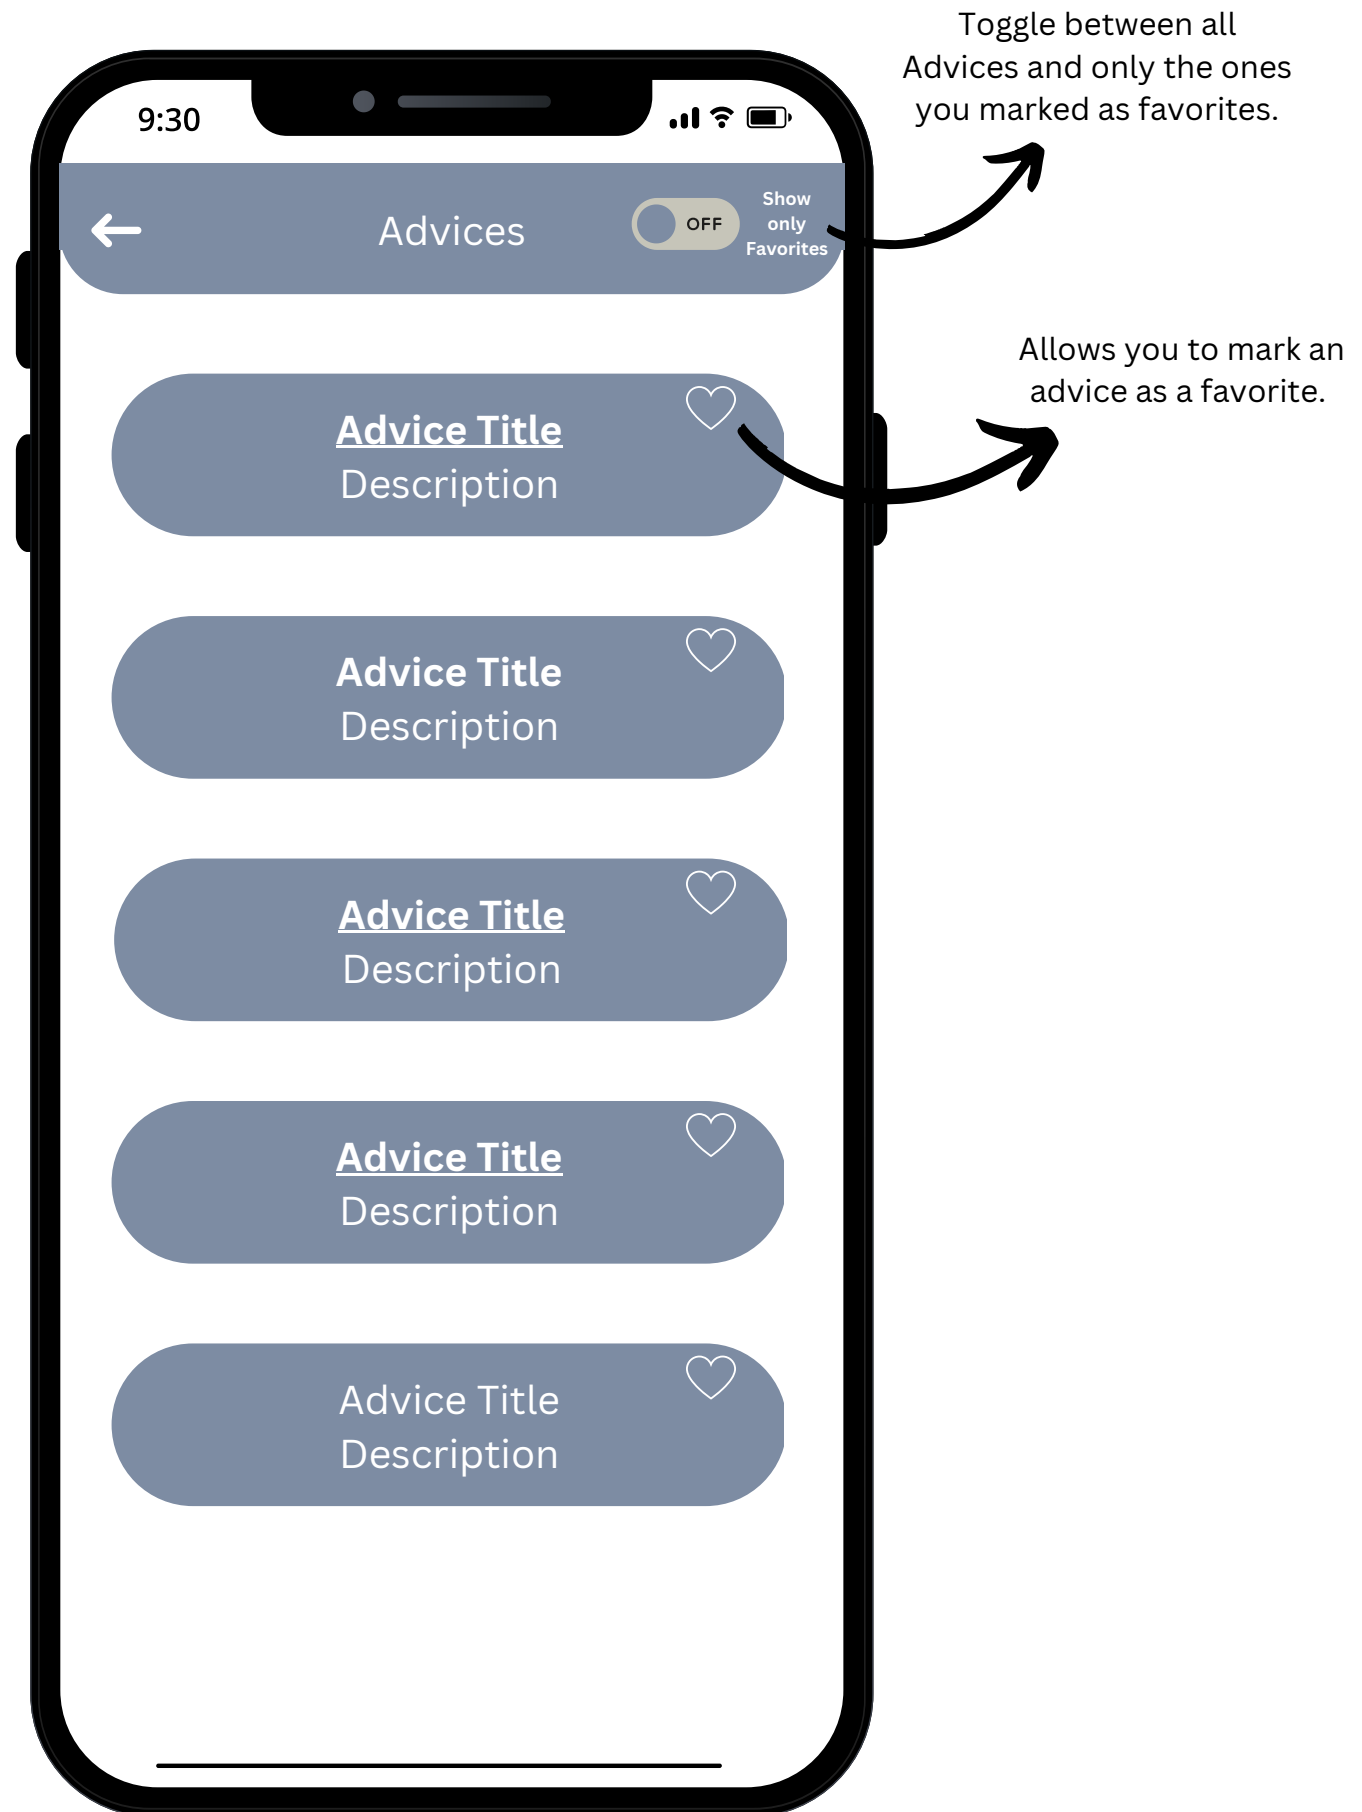 Toggle between all
Advices and only the ones
you marked as favorites.
9:30
Advices
OFF
Show
only
Favorites
Allows you to mark an
advice as a favorite.
Advice Title
Description
Advice Title
Description
Advice Title
Description
Advice Title
Description
Advice Title
Description